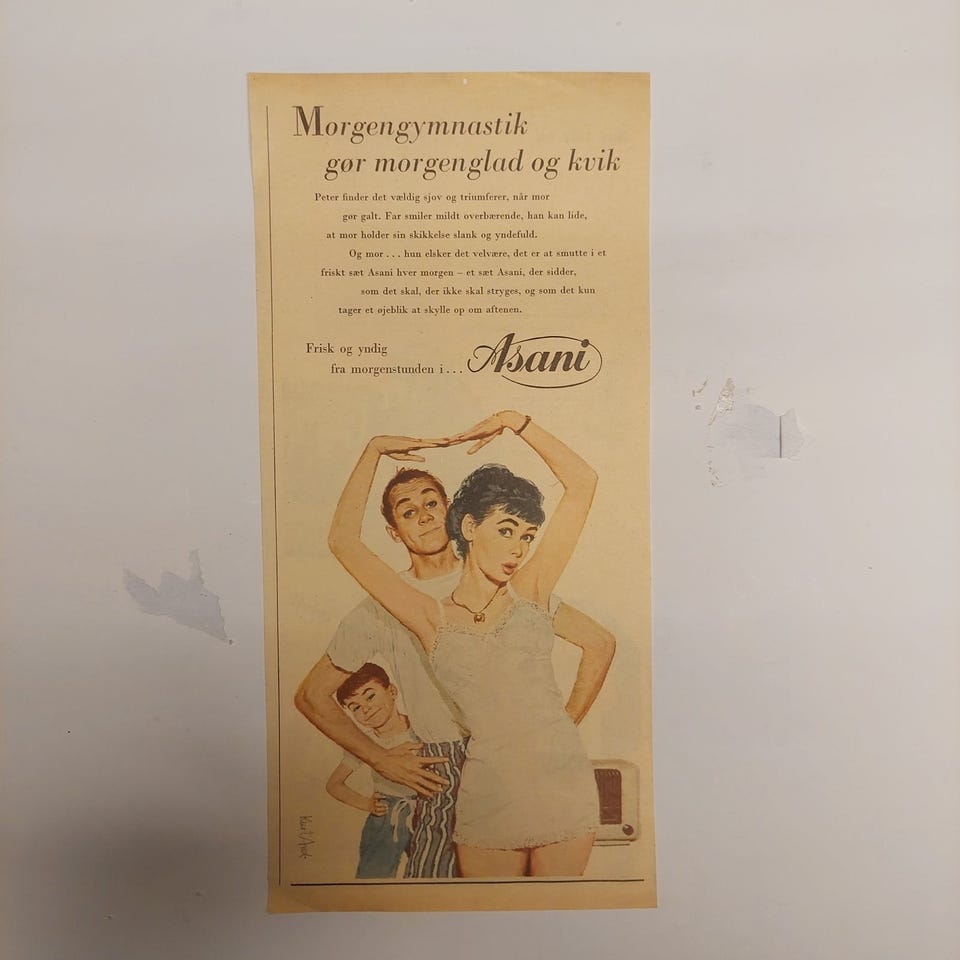 Morgengymnastik
gør morgenglad og kvik
Peter finder det vældig sjov og triumferer, når mor
gør galt. Far smiler mildt overbærende, han kan lide,
at mor holder sin skikkelse slank og yndefuld.
Og mor... hun elsker det velvære, det er at smutte i et
friskt sæt Asani hver morgen – et sæt Asani, der sidder,
som det skal, der ikke skal stryges, og som det kun
tager et øjeblik at skylle op om aftenen.
Frisk og yndig
fra morgenstunden i...
Asani
Kurt Ard